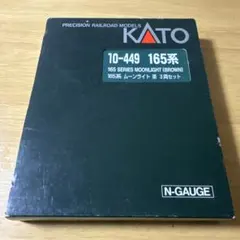 PRECISION RAILROAD MODELS
KATO
10-449 165系
165 SERIES MOONLIGHT (BROWN)
165系 ムーンライト 茶 3両セット
N-GAUGE